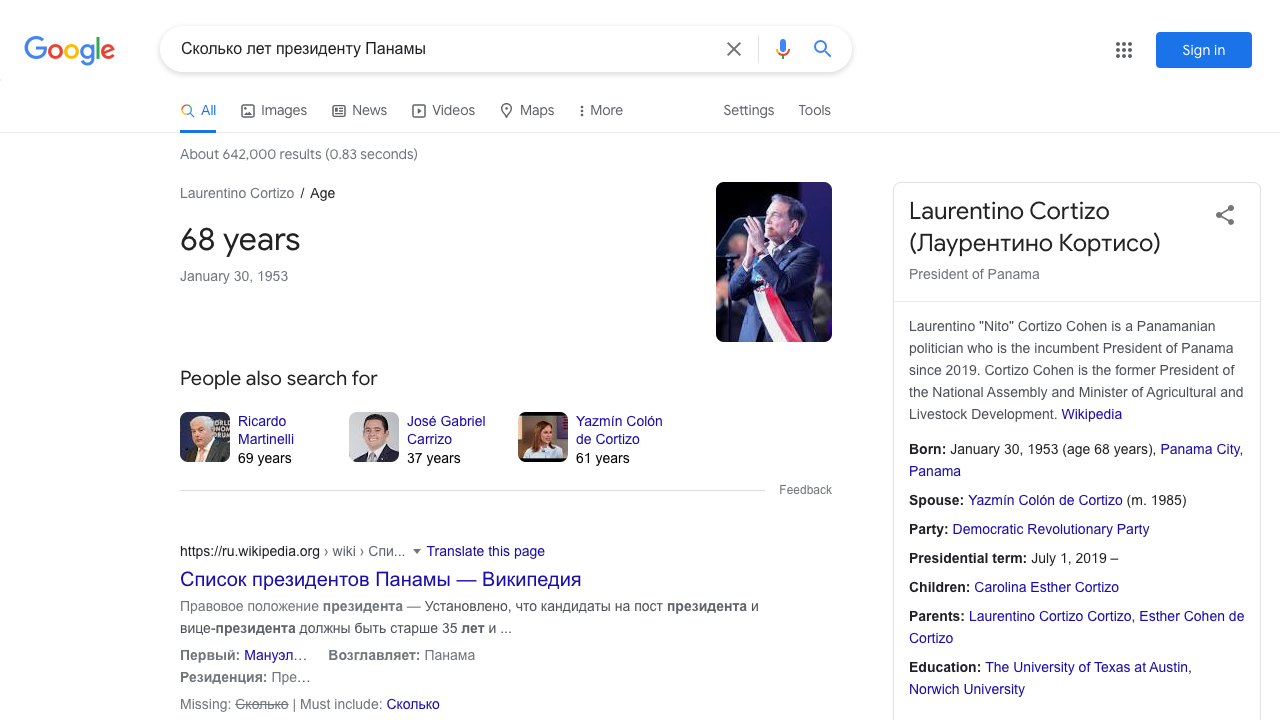 Google
Сколько лет президенту Панамы
Sign in
All
Images
News
Videos
Maps
More
Settings
Tools
About 642,000 results (0.83 seconds)
Laurentino Cortizo / Age
68 years
January 30, 1953
People also search for
Ricardo
Martinelli
69 years
José Gabriel
Carrizo
37 years
Yazmín Colón
de Cortizo
61 years
Feedback
https://ru.wikipedia.org › wiki › Спи... Translate this page
Список президентов Панамы — Википедия
Правовое положение президента — Установлено, что кандидаты на пост президента и
вице-президента должны быть старше 35 лет и ...
Первый: Мануэл… Возглавляет: Панама
Резиденция: Пре…
Missing: Сколько | Must include: Сколько
Laurentino Cortizo
(Лаурентино Кортисо)
President of Panama
Laurentino "Nito" Cortizo Cohen is a Panamanian
politician who is the incumbent President of Panama
since 2019. Cortizo Cohen is the former President of
the National Assembly and Minister of Agricultural and
Livestock Development. Wikipedia
Born: January 30, 1953 (age 68 years), Panama City,
Panama
Spouse: Yazmín Colón de Cortizo (m. 1985)
Party: Democratic Revolutionary Party
Presidential term: July 1, 2019 –
Children: Carolina Esther Cortizo
Parents: Laurentino Cortizo Cortizo, Esther Cohen de
Cortizo
Education: The University of Texas at Austin,
Norwich University